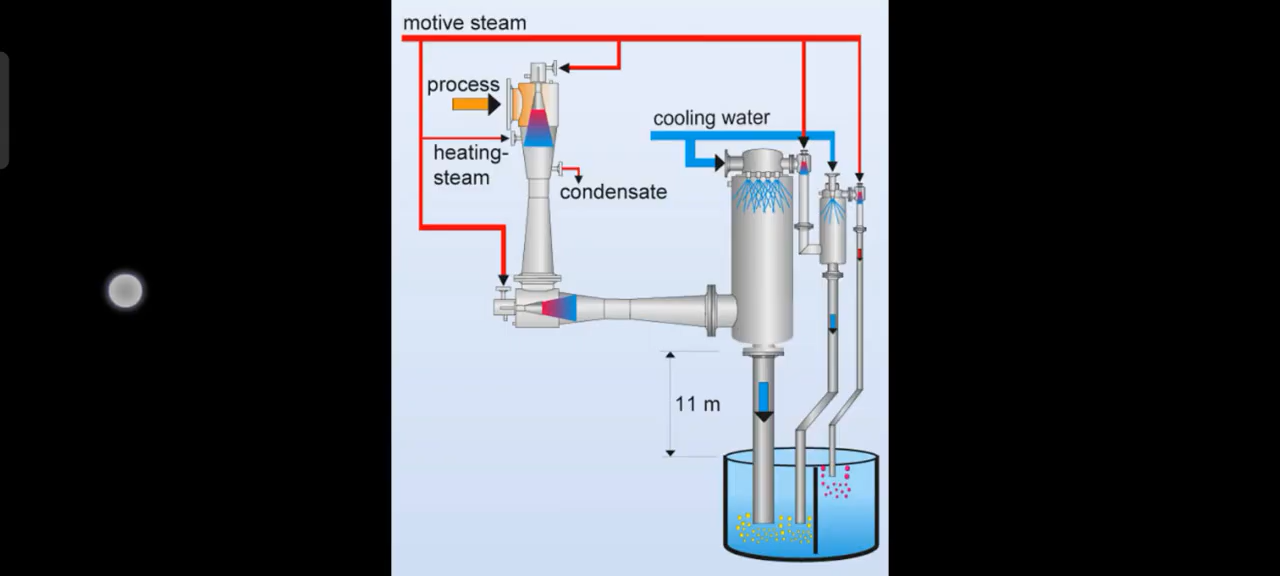 motive steam
process
cooling water
heating-
steam
condensate
11 m